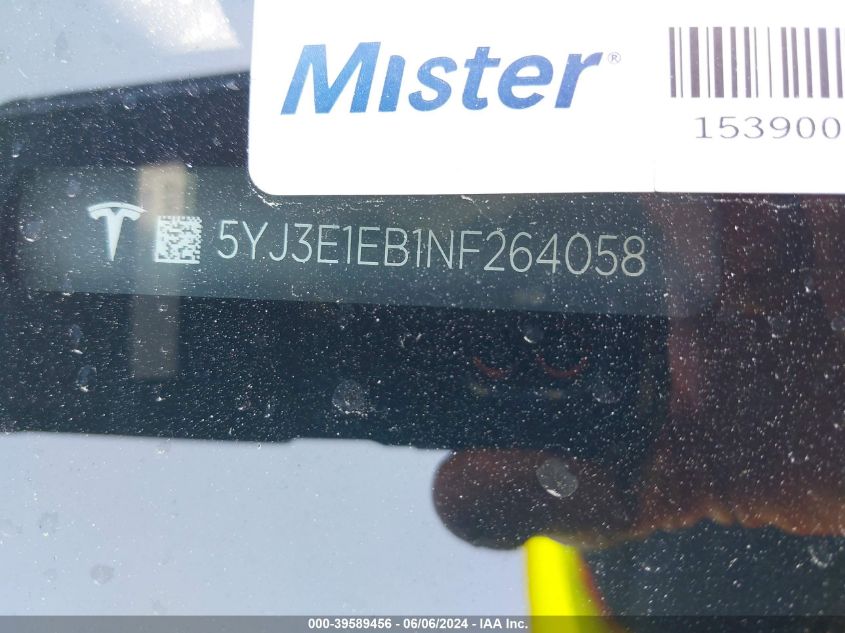 Mister®
153900
5YJ3E1EB1NF264058
000-39589456 - 06/06/2024 - IAA Inc.